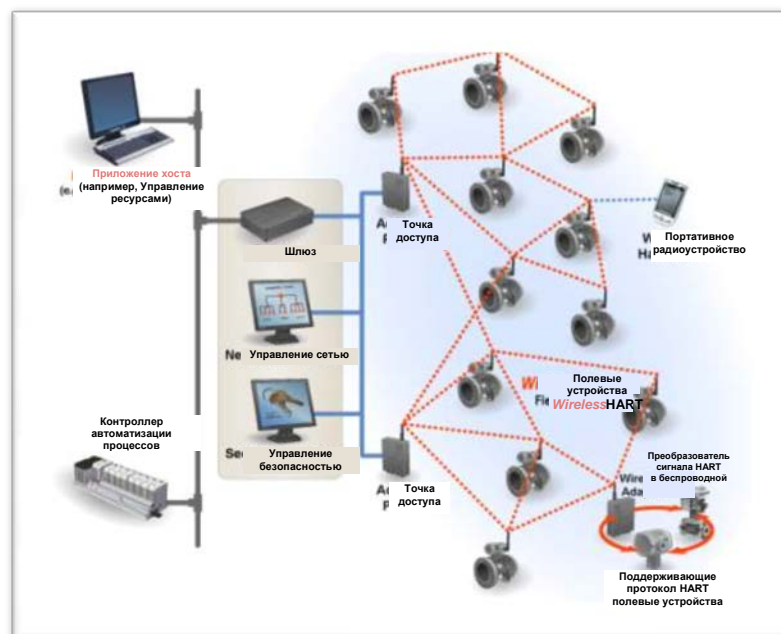 Приложение хоста
(например, Управление
ресурсами)
Шлюз
Точка
доступа
Портативное
радиоустройство
Управление сетью
Полевые
устройства
WirelessHART
Контроллер
автоматизации
процессов
Управление
безопасностью
Точка
доступа
Преобразователь
сигнала HART
в беспроводной
Поддерживающие
протокол HART
полевые устройства